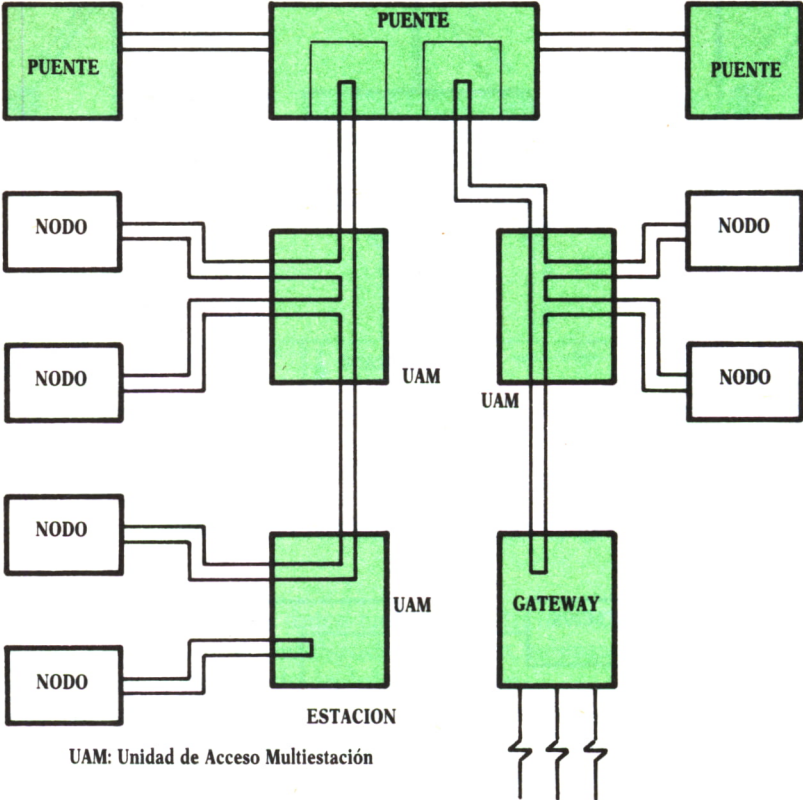 PUENTE
PUENTE
PUENTE
NODO
NODO
NODO
UAM
NODO
UAM
NODO
NODO
UAM
GATEWAY
NODO
ESTACION
UAM: Unidad de Acceso Multiestación